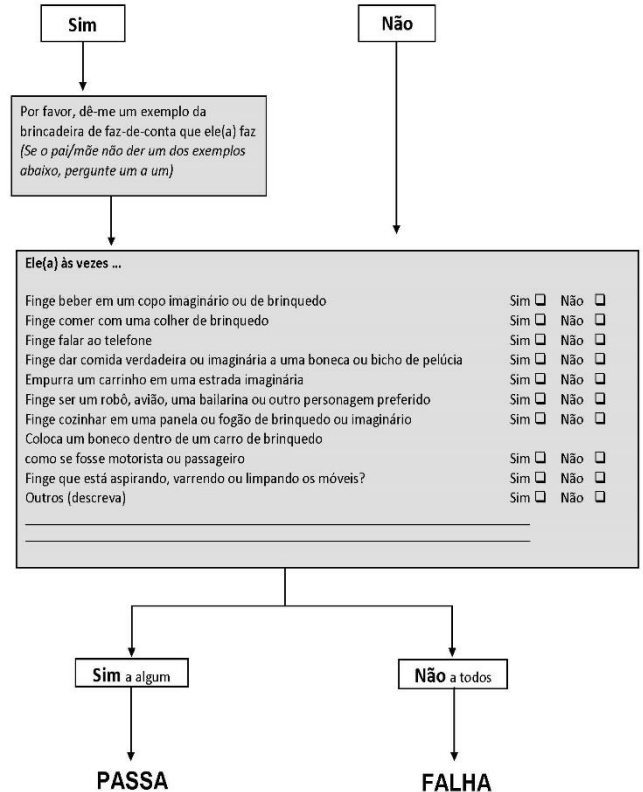 Sim
Não
Por favor, dê-me um exemplo da
brincadeira de faz-de-conta que ele(a) faz
(Se o pai/mãe não der um dos exemplos
abaixo, pergunte um a um)
Ele(a) às vezes ...
Finge beber em um copo imaginário ou de brinquedo Sim ❑ Não ❑
Finge comer com uma colher de brinquedo Sim ❑ Não ❑
Finge falar ao telefone Sim ❑ Não ❑
Finge dar comida verdadeira ou imaginária a uma boneca ou bicho de pelúcia Sim ❑ Não ❑
Empurra um carrinho em uma estrada imaginária Sim ❑ Não ❑
Finge ser um robô, avião, uma bailarina ou outro personagem preferido Sim ❑ Não ❑
Finge cozinhar em uma panela ou fogão de brinquedo ou imaginário Sim ❑ Não ❑
Coloca um boneco dentro de um carro de brinquedo
como se fosse motorista ou passageiro Sim ❑ Não ❑
Finge que está aspirando, varrendo ou limpando os móveis? Sim ❑ Não ❑
Outros (descreva) Sim ❑ Não ❑
Sim a algum
Não a todos
PASSA
FALHA